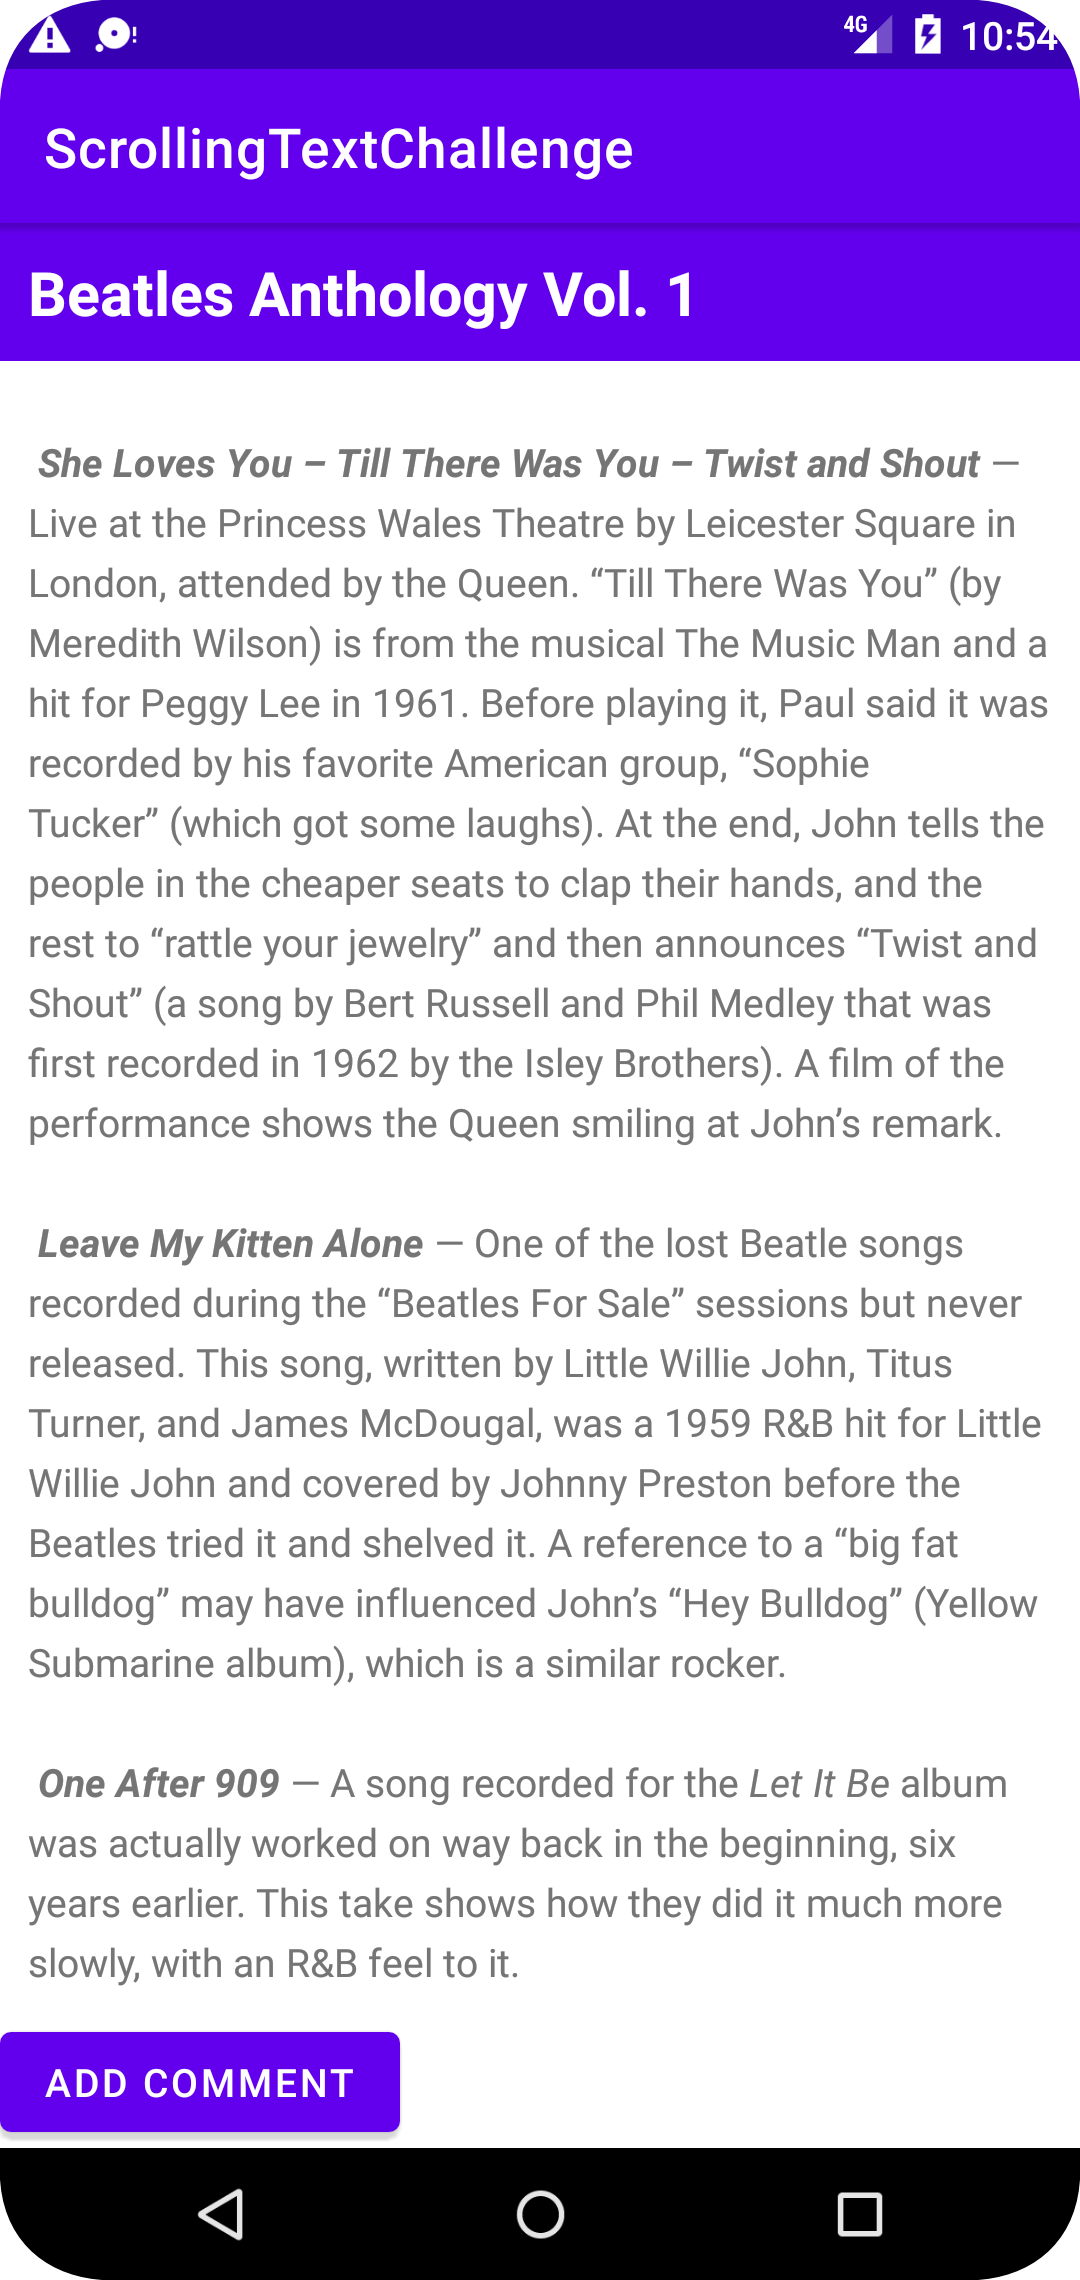 4G 10:54
ScrollingTextChallenge
Beatles Anthology Vol. 1
She Loves You – Till There Was You – Twist and Shout —
Live at the Princess Wales Theatre by Leicester Square in
London, attended by the Queen. “Till There Was You” (by
Meredith Wilson) is from the musical The Music Man and a
hit for Peggy Lee in 1961. Before playing it, Paul said it was
recorded by his favorite American group, “Sophie
Tucker” (which got some laughs). At the end, John tells the
people in the cheaper seats to clap their hands, and the
rest to “rattle your jewelry” and then announces “Twist and
Shout” (a song by Bert Russell and Phil Medley that was
first recorded in 1962 by the Isley Brothers). A film of the
performance shows the Queen smiling at John’s remark.
Leave My Kitten Alone — One of the lost Beatle songs
recorded during the “Beatles For Sale” sessions but never
released. This song, written by Little Willie John, Titus
Turner, and James McDougal, was a 1959 R&B hit for Little
Willie John and covered by Johnny Preston before the
Beatles tried it and shelved it. A reference to a “big fat
bulldog” may have influenced John’s “Hey Bulldog” (Yellow
Submarine album), which is a similar rocker.
One After 909 — A song recorded for the Let It Be album
was actually worked on way back in the beginning, six
years earlier. This take shows how they did it much more
slowly, with an R&B feel to it.
ADD COMMENT